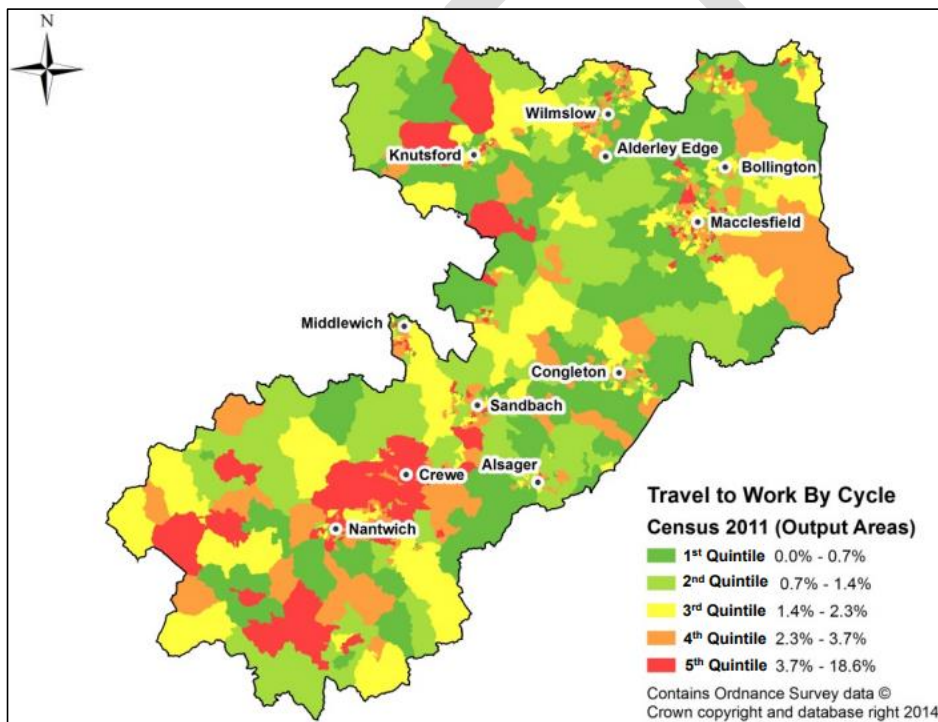 N
Wilmslow
Alderley Edge
Knutsford
Bollington
Macclesfield
Middlewich
Congleton
Sandbach
Crewe
Alsager
Nantwich
Travel to Work By Cycle
Census 2011 (Output Areas)
1st Quintile 0.0% - 0.7%
2nd Quintile 0.7% - 1.4%
3rd Quintile 1.4% - 2.3%
4th Quintile 2.3% - 3.7%
5th Quintile 3.7% - 18.6%
Contains Ordnance Survey data ©
Crown copyright and database right 2014